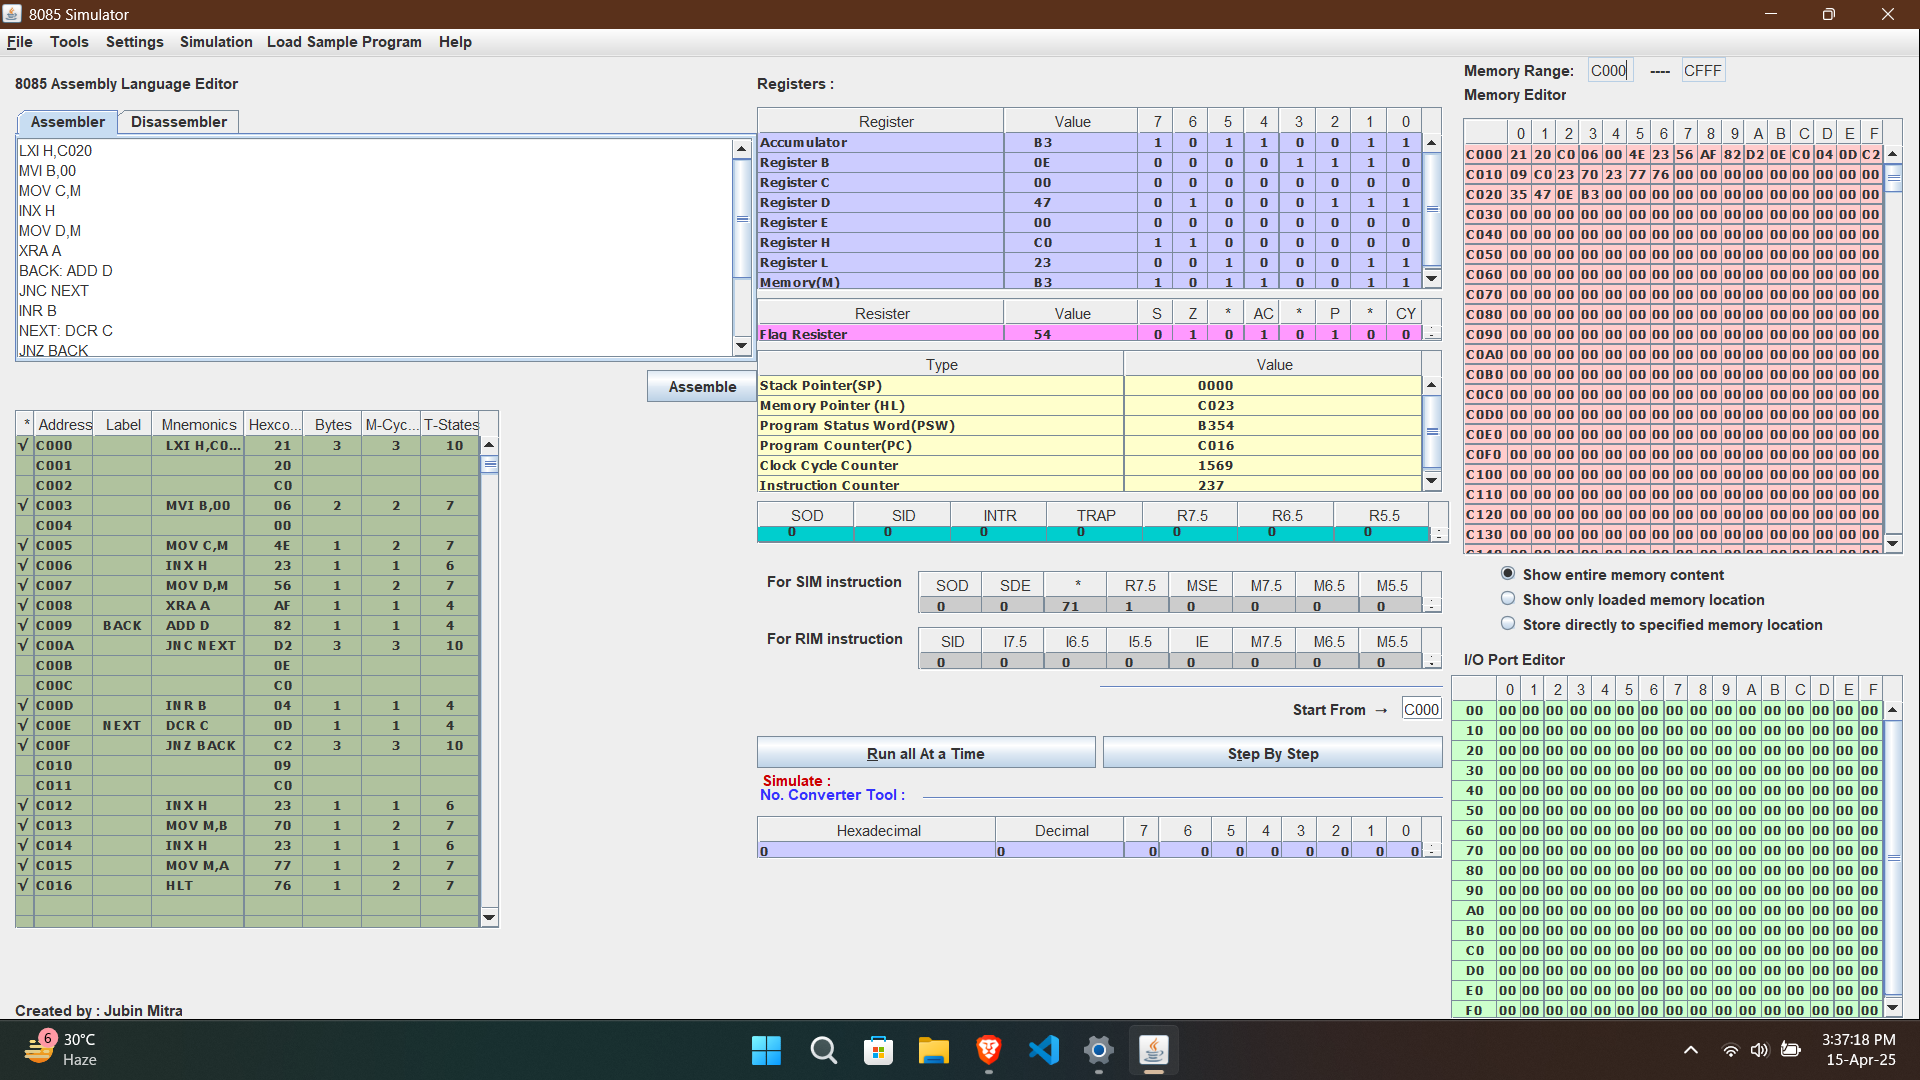 8085 Simulator
File Tools Settings Simulation Load Sample Program Help
8085 Assembly Language Editor
Assembler Disassembler
LXI H,C020
MVI B,00
MOV C,M
INX H
MOV D,M
XRA A
BACK: ADD D
JNC NEXT
INR B
NEXT: DCR C
JNZ BACK
Assemble
* Address Label Mnemonics Hexco... Bytes M-Cyc... T-States
√ C000 LXI H,C0... 21 3 3 10
C001 20
C002 C0
√ C003 MVI B,00 06 2 2 7
C004 00
√ C005 MOV C,M 4E 1 2 7
√ C006 INX H 23 1 1 6
√ C007 MOV D,M 56 1 2 7
√ C008 XRA A AF 1 1 4
√ C009 BACK ADD D 82 1 1 4
√ C00A JNC NEXT D2 3 3 10
C00B 0E
C00C C0
√ C00D INR B 04 1 1 4
√ C00E NEXT DCR C 0D 1 1 4
√ C00F JNZ BACK C2 3 3 10
C010 09
C011 C0
√ C012 INX H 23 1 1 6
√ C013 MOV M,B 70 1 2 7
√ C014 INX H 23 1 1 6
√ C015 MOV M,A 77 1 2 7
√ C016 HLT 76 1 2 7
Created by : Jubin Mitra
Registers :
Register Value 7 6 5 4 3 2 1 0
Accumulator B3 1 0 1 1 0 0 1 1
Register B 0E 0 0 0 0 1 1 1 0
Register C 00 0 0 0 0 0 0 0 0
Register D 47 0 1 0 0 0 1 1 1
Register E 00 0 0 0 0 0 0 0 0
Register H C0 1 1 0 0 0 0 0 0
Register L 23 0 0 1 0 0 0 1 1
Memory(M) B3 1 0 1 1 0 0 1 1
Resister Value S Z * AC * P * CY
Flag Resister 54 0 1 0 1 0 1 0 0
Type Value
Stack Pointer(SP) 0000
Memory Pointer (HL) C023
Program Status Word(PSW) B354
Program Counter(PC) C016
Clock Cycle Counter 1569
Instruction Counter 237
SOD SID INTR TRAP R7.5 R6.5 R5.5
0 0 0 0 0 0 0
For SIM instruction
SOD SDE * R7.5 MSE M7.5 M6.5 M5.5
0 0 71 1 0 0 0 0
For RIM instruction
SID I7.5 I6.5 I5.5 IE M7.5 M6.5 M5.5
0 0 0 0 0 0 0 0
Start From → C000
Run all At a Time Step By Step
Simulate :
No. Converter Tool :
Hexadecimal Decimal 7 6 5 4 3 2 1 0
0 0 0 0 0 0 0 0 0 0
Memory Range: C000 ---- CFFF
Memory Editor
0 1 2 3 4 5 6 7 8 9 A B C D E F
C000 21 20 C0 06 00 4E 23 56 AF 82 D2 0E C0 04 0D C2
C010 09 C0 23 70 23 77 76 00 00 00 00 00 00 00 00 00
C020 35 47 0E B3 00 00 00 00 00 00 00 00 00 00 00 00
C030 00 00 00 00 00 00 00 00 00 00 00 00 00 00 00 00
C040 00 00 00 00 00 00 00 00 00 00 00 00 00 00 00 00
C050 00 00 00 00 00 00 00 00 00 00 00 00 00 00 00 00
C060 00 00 00 00 00 00 00 00 00 00 00 00 00 00 00 00
C070 00 00 00 00 00 00 00 00 00 00 00 00 00 00 00 00
C080 00 00 00 00 00 00 00 00 00 00 00 00 00 00 00 00
C090 00 00 00 00 00 00 00 00 00 00 00 00 00 00 00 00
C0A0 00 00 00 00 00 00 00 00 00 00 00 00 00 00 00 00
C0B0 00 00 00 00 00 00 00 00 00 00 00 00 00 00 00 00
C0C0 00 00 00 00 00 00 00 00 00 00 00 00 00 00 00 00
C0D0 00 00 00 00 00 00 00 00 00 00 00 00 00 00 00 00
C0E0 00 00 00 00 00 00 00 00 00 00 00 00 00 00 00 00
C0F0 00 00 00 00 00 00 00 00 00 00 00 00 00 00 00 00
C100 00 00 00 00 00 00 00 00 00 00 00 00 00 00 00 00
C110 00 00 00 00 00 00 00 00 00 00 00 00 00 00 00 00
C120 00 00 00 00 00 00 00 00 00 00 00 00 00 00 00 00
C130 00 00 00 00 00 00 00 00 00 00 00 00 00 00 00 00
Show entire memory content
Show only loaded memory location
Store directly to specified memory location
I/O Port Editor
0 1 2 3 4 5 6 7 8 9 A B C D E F
00 00 00 00 00 00 00 00 00 00 00 00 00 00 00 00 00
10 00 00 00 00 00 00 00 00 00 00 00 00 00 00 00 00
20 00 00 00 00 00 00 00 00 00 00 00 00 00 00 00 00
30 00 00 00 00 00 00 00 00 00 00 00 00 00 00 00 00
40 00 00 00 00 00 00 00 00 00 00 00 00 00 00 00 00
50 00 00 00 00 00 00 00 00 00 00 00 00 00 00 00 00
60 00 00 00 00 00 00 00 00 00 00 00 00 00 00 00 00
70 00 00 00 00 00 00 00 00 00 00 00 00 00 00 00 00
80 00 00 00 00 00 00 00 00 00 00 00 00 00 00 00 00
90 00 00 00 00 00 00 00 00 00 00 00 00 00 00 00 00
A0 00 00 00 00 00 00 00 00 00 00 00 00 00 00 00 00
B0 00 00 00 00 00 00 00 00 00 00 00 00 00 00 00 00
C0 00 00 00 00 00 00 00 00 00 00 00 00 00 00 00 00
D0 00 00 00 00 00 00 00 00 00 00 00 00 00 00 00 00
E0 00 00 00 00 00 00 00 00 00 00 00 00 00 00 00 00
F0 00 00 00 00 00 00 00 00 00 00 00 00 00 00 00 00
6
30°C
Haze
3:37:18 PM
15-Apr-25